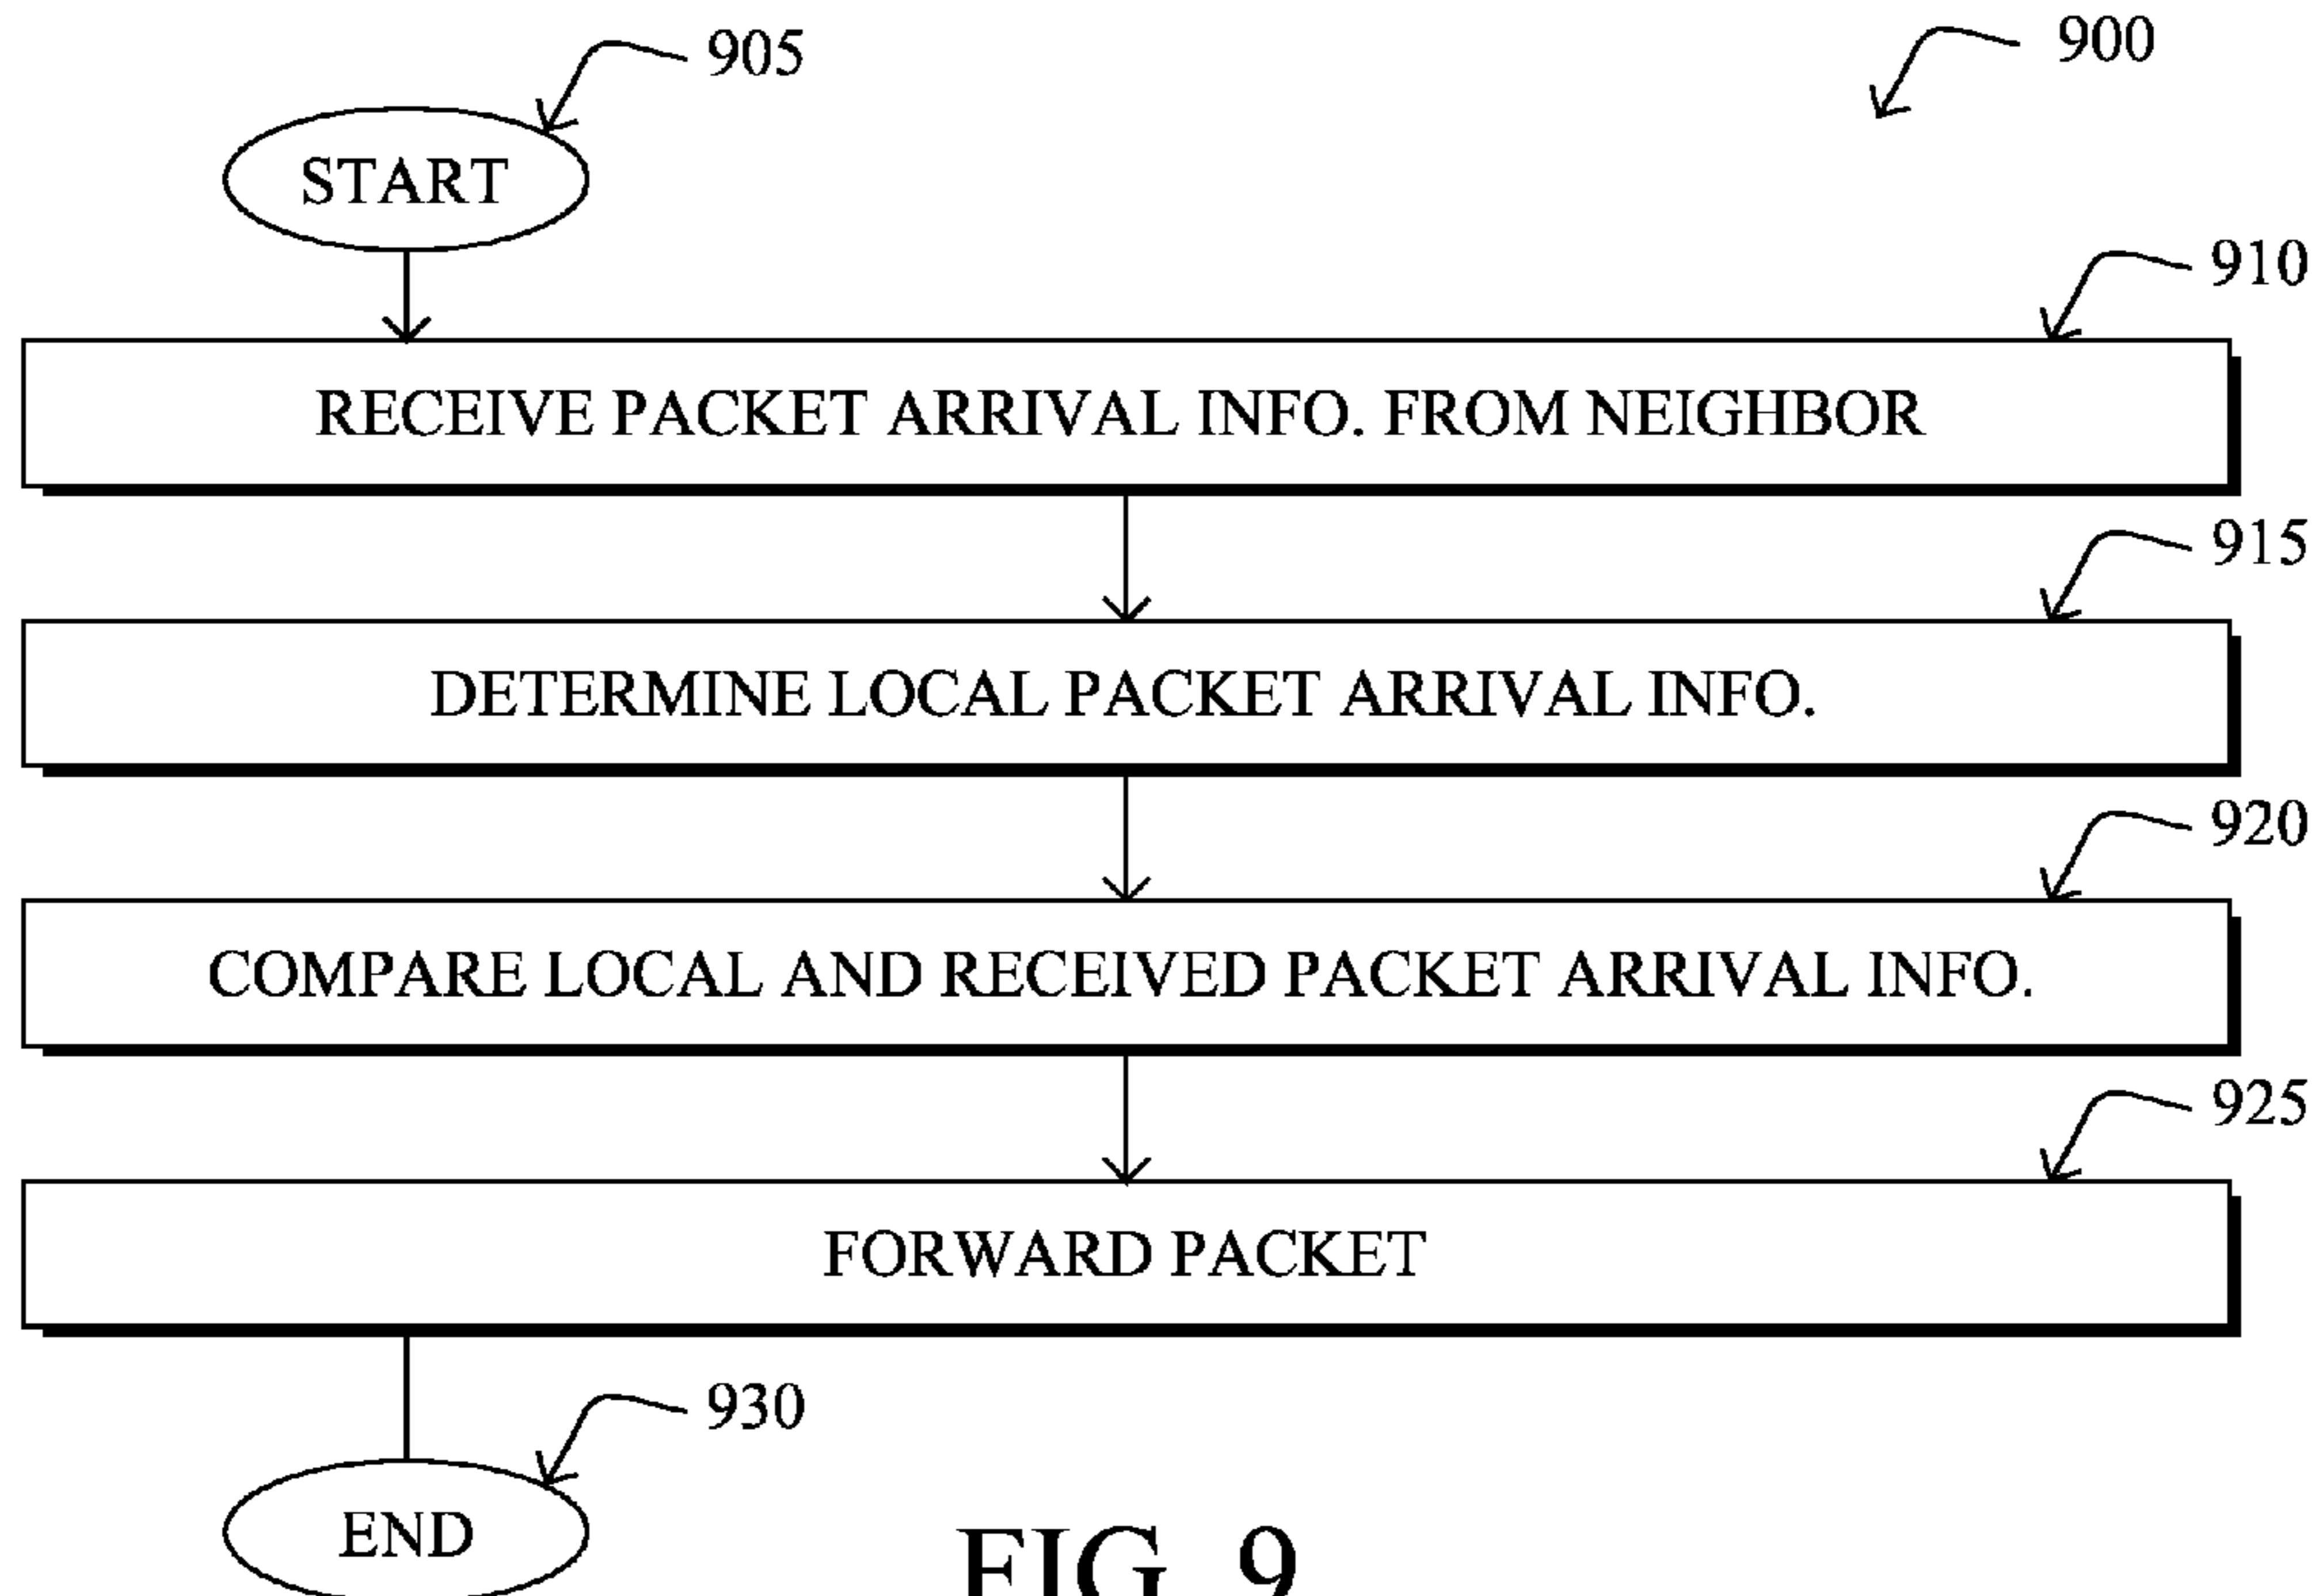 905
900
START
910
RECEIVE PACKET ARRIVAL INFO. FROM NEIGHBOR
915
DETERMINE LOCAL PACKET ARRIVAL INFO.
920
COMPARE LOCAL AND RECEIVED PACKET ARRIVAL INFO.
925
FORWARD PACKET
930
END
FIG. 9